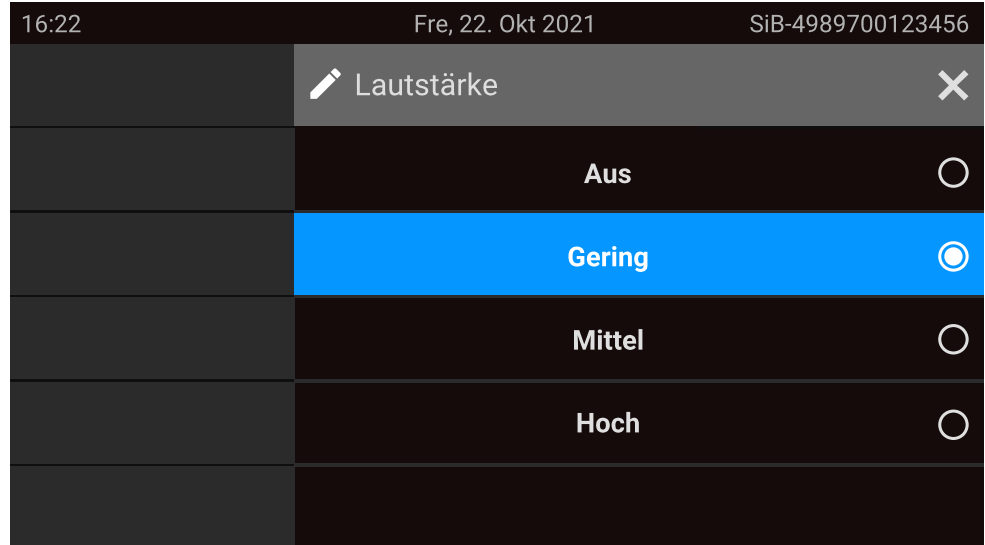 16:22 Fre, 22. Okt 2021 SiB-4989700123456
Lautstärke
Aus
Gering
Mittel
Hoch